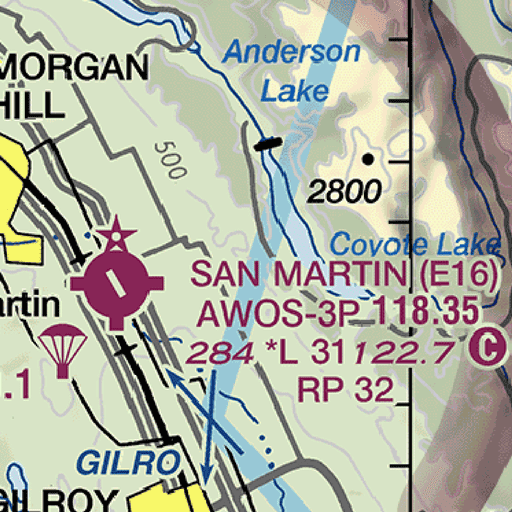 MORGAN
HILL
Anderson
Lake
500
2800
Coyote Lake
SAN MARTIN (E16)
AWOS-3P 118.35
284 *L 31 122.7 C
RP 32
artin
.1
GILRO
GILROY